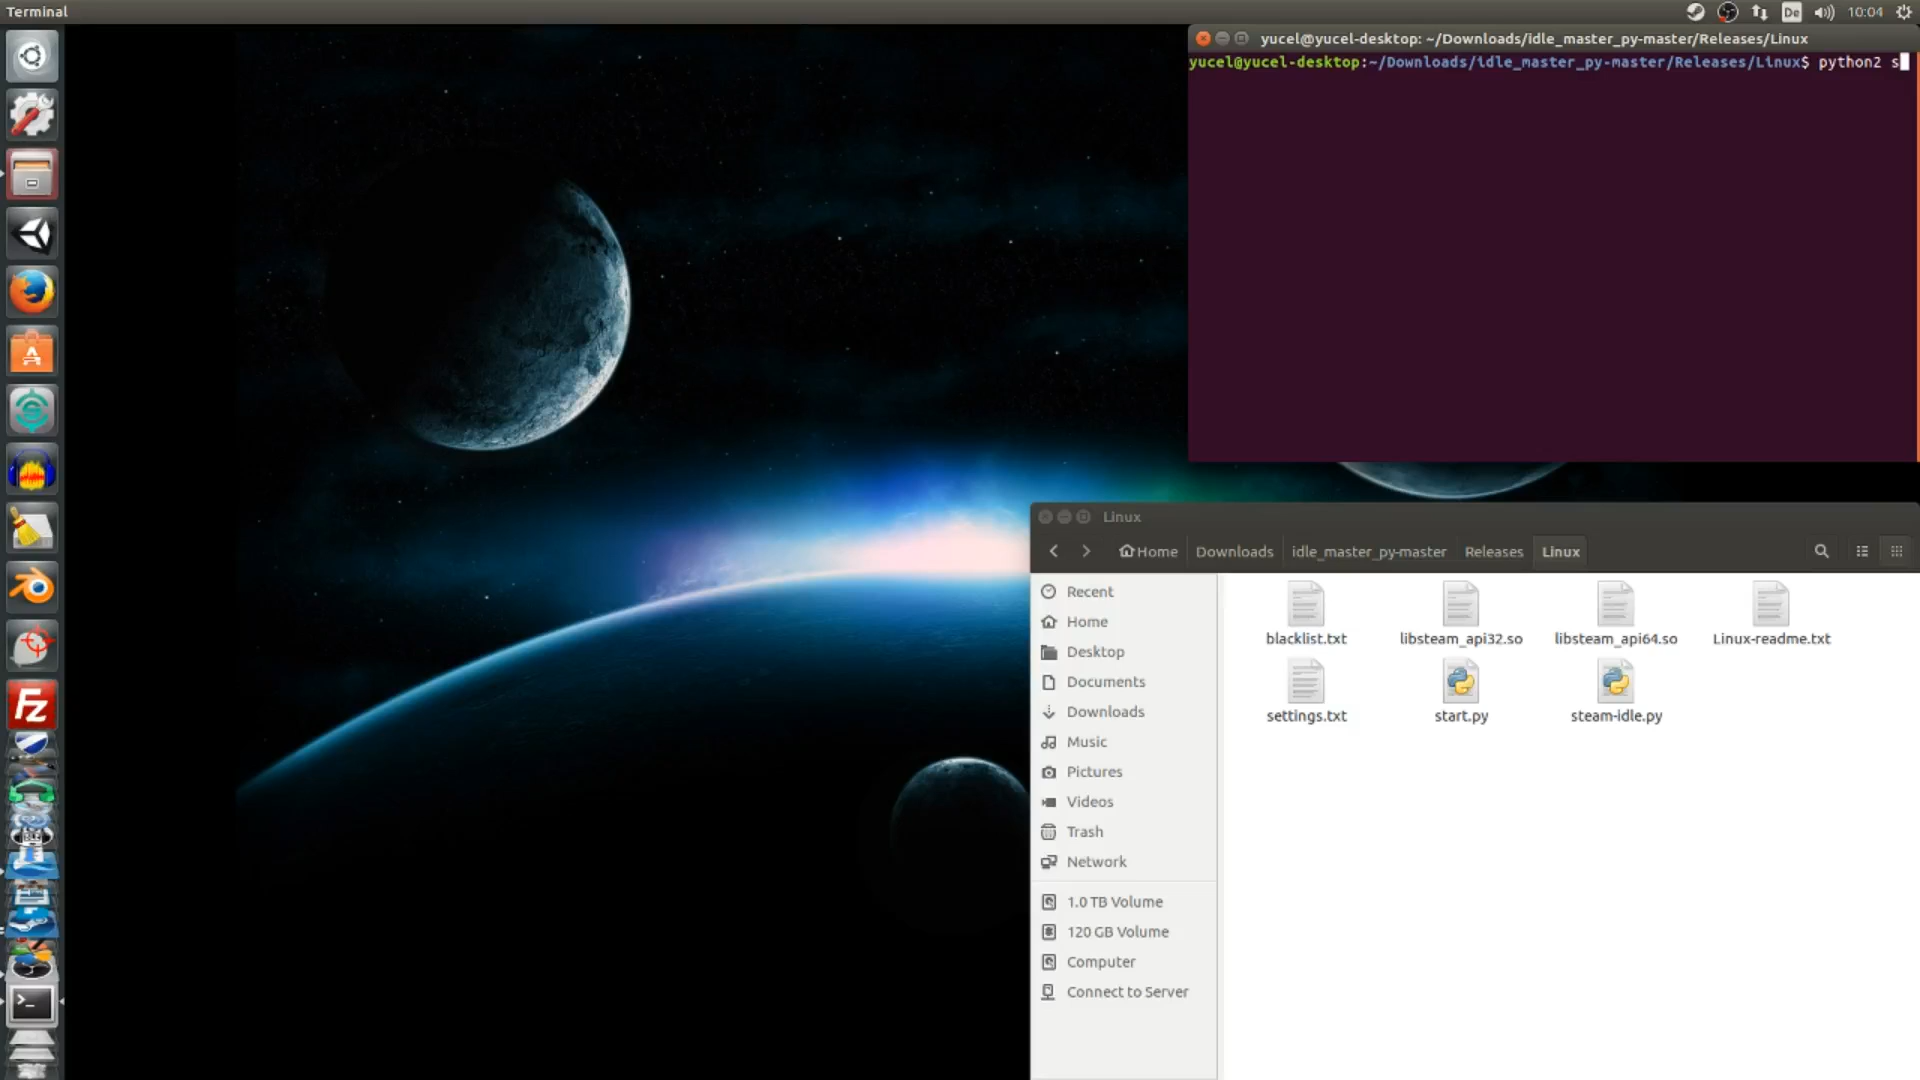 Terminal
De
10:04
yucel@yucel-desktop: ~/Downloads/idle_master_py-master/Releases/Linux
yucel@yucel-desktop:~/Downloads/idle_master_py-master/Releases/Linux$ python2 s
Linux
Home Downloads idle_master_py-master Releases Linux
Recent
Home
Desktop
Documents
Downloads
Music
Pictures
Videos
Trash
Network
1.0 TB Volume
120 GB Volume
Computer
Connect to Server
blacklist.txt libsteam_api32.so libsteam_api64.so Linux-readme.txt
settings.txt start.py steam-idle.py
Fz